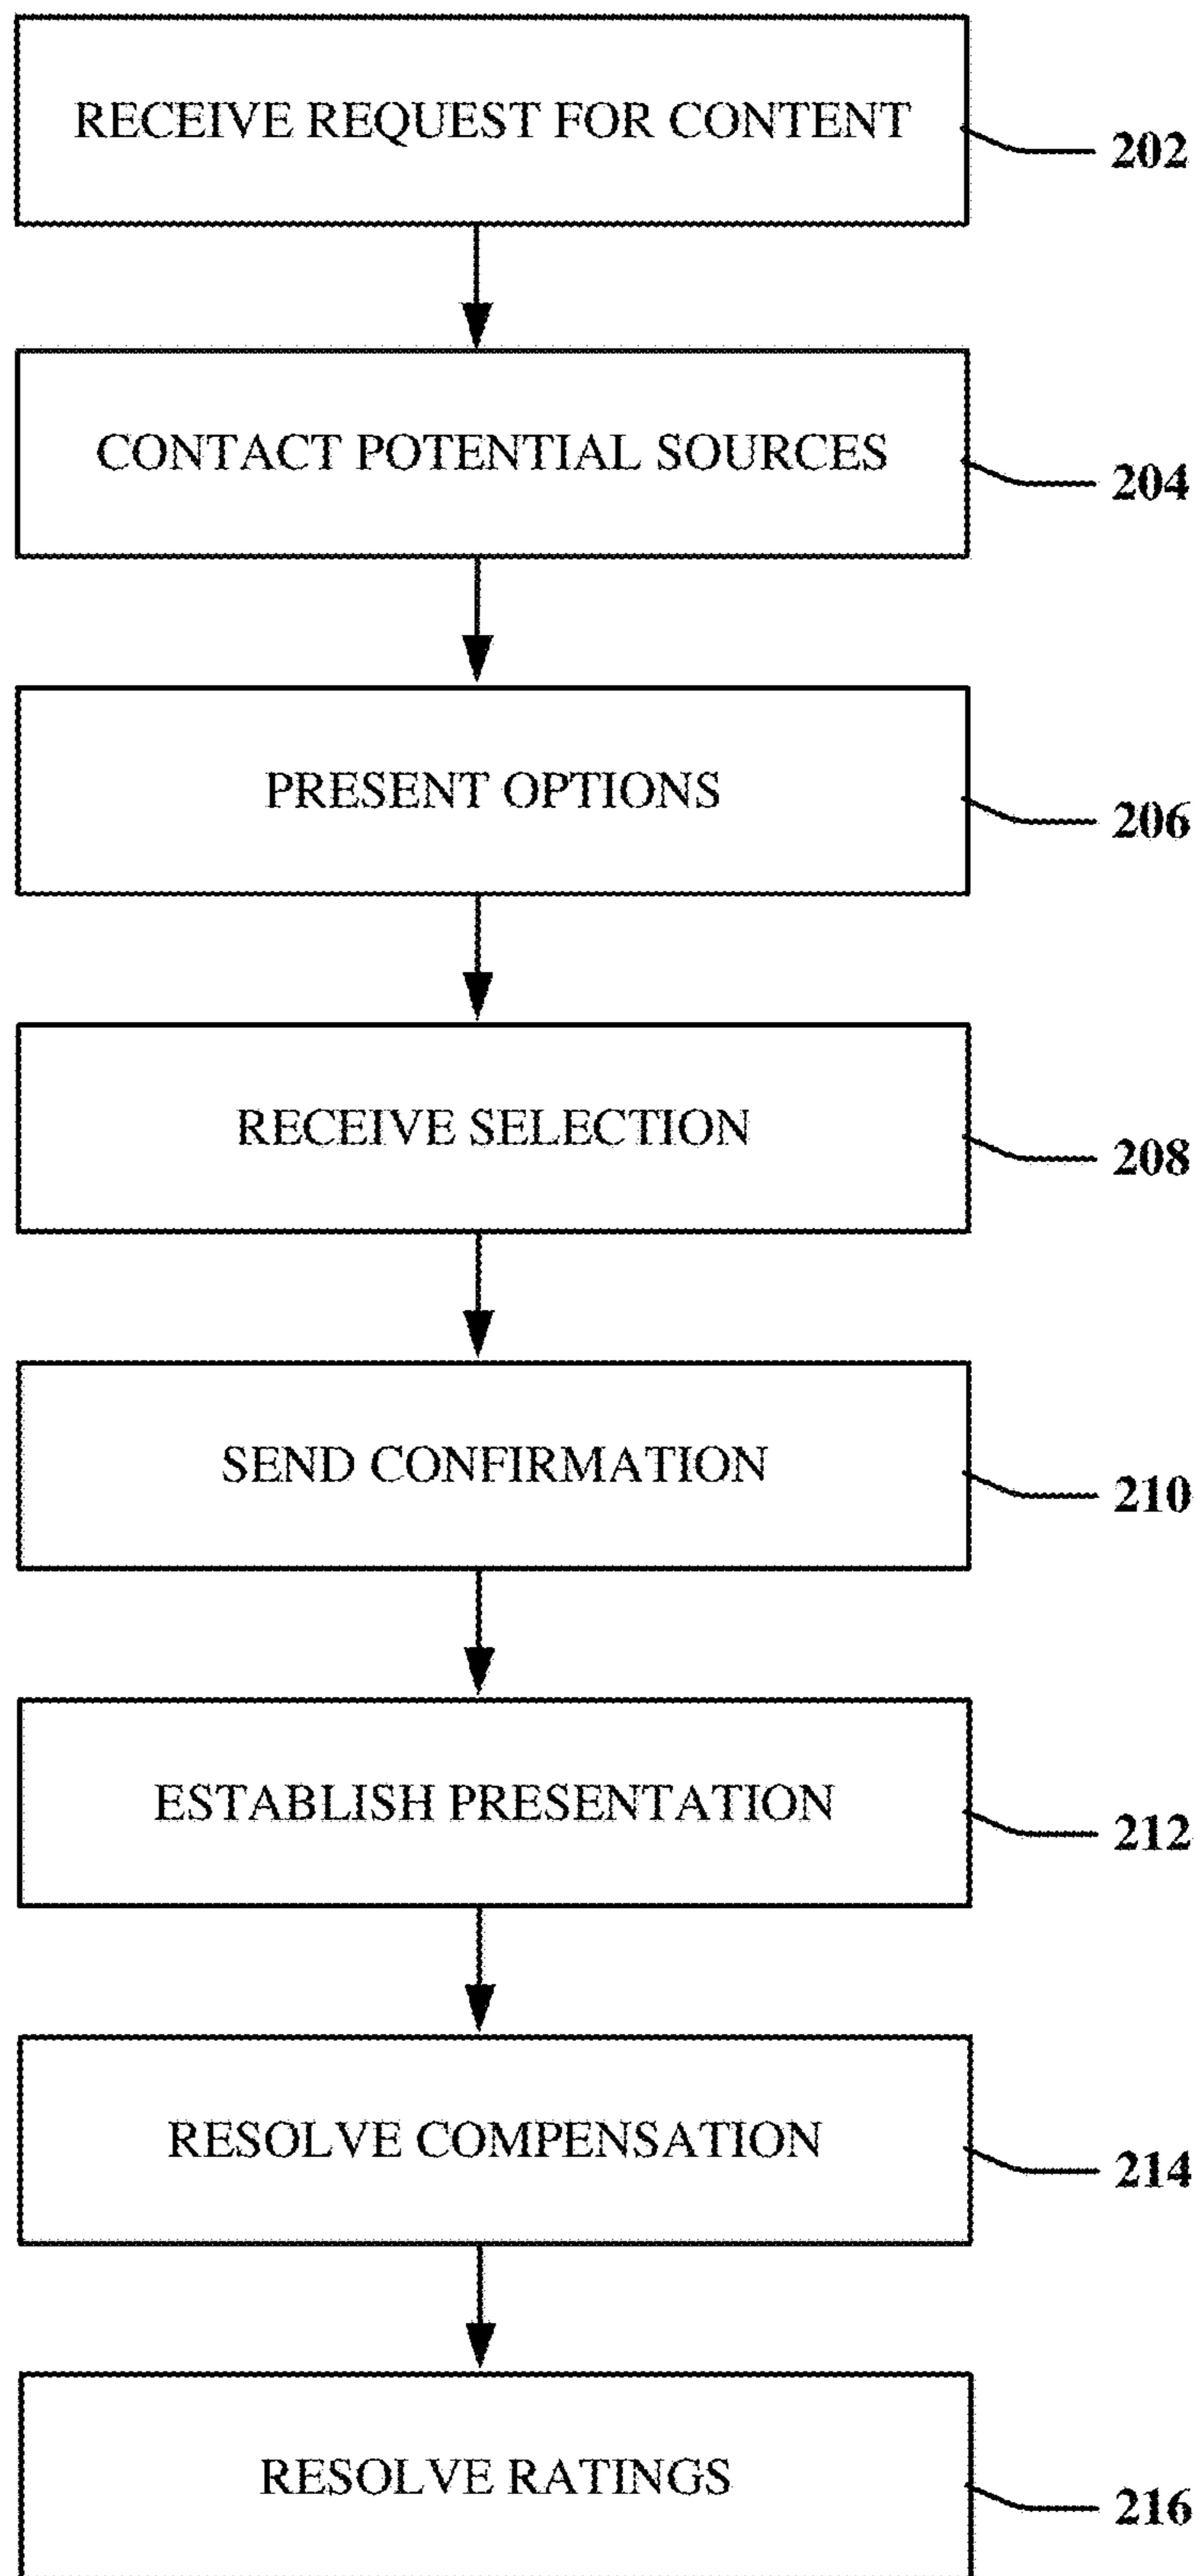 RECEIVE REQUEST FOR CONTENT
202
CONTACT POTENTIAL SOURCES
204
PRESENT OPTIONS
206
RECEIVE SELECTION
208
SEND CONFIRMATION
210
ESTABLISH PRESENTATION
212
RESOLVE COMPENSATION
214
RESOLVE RATINGS
216